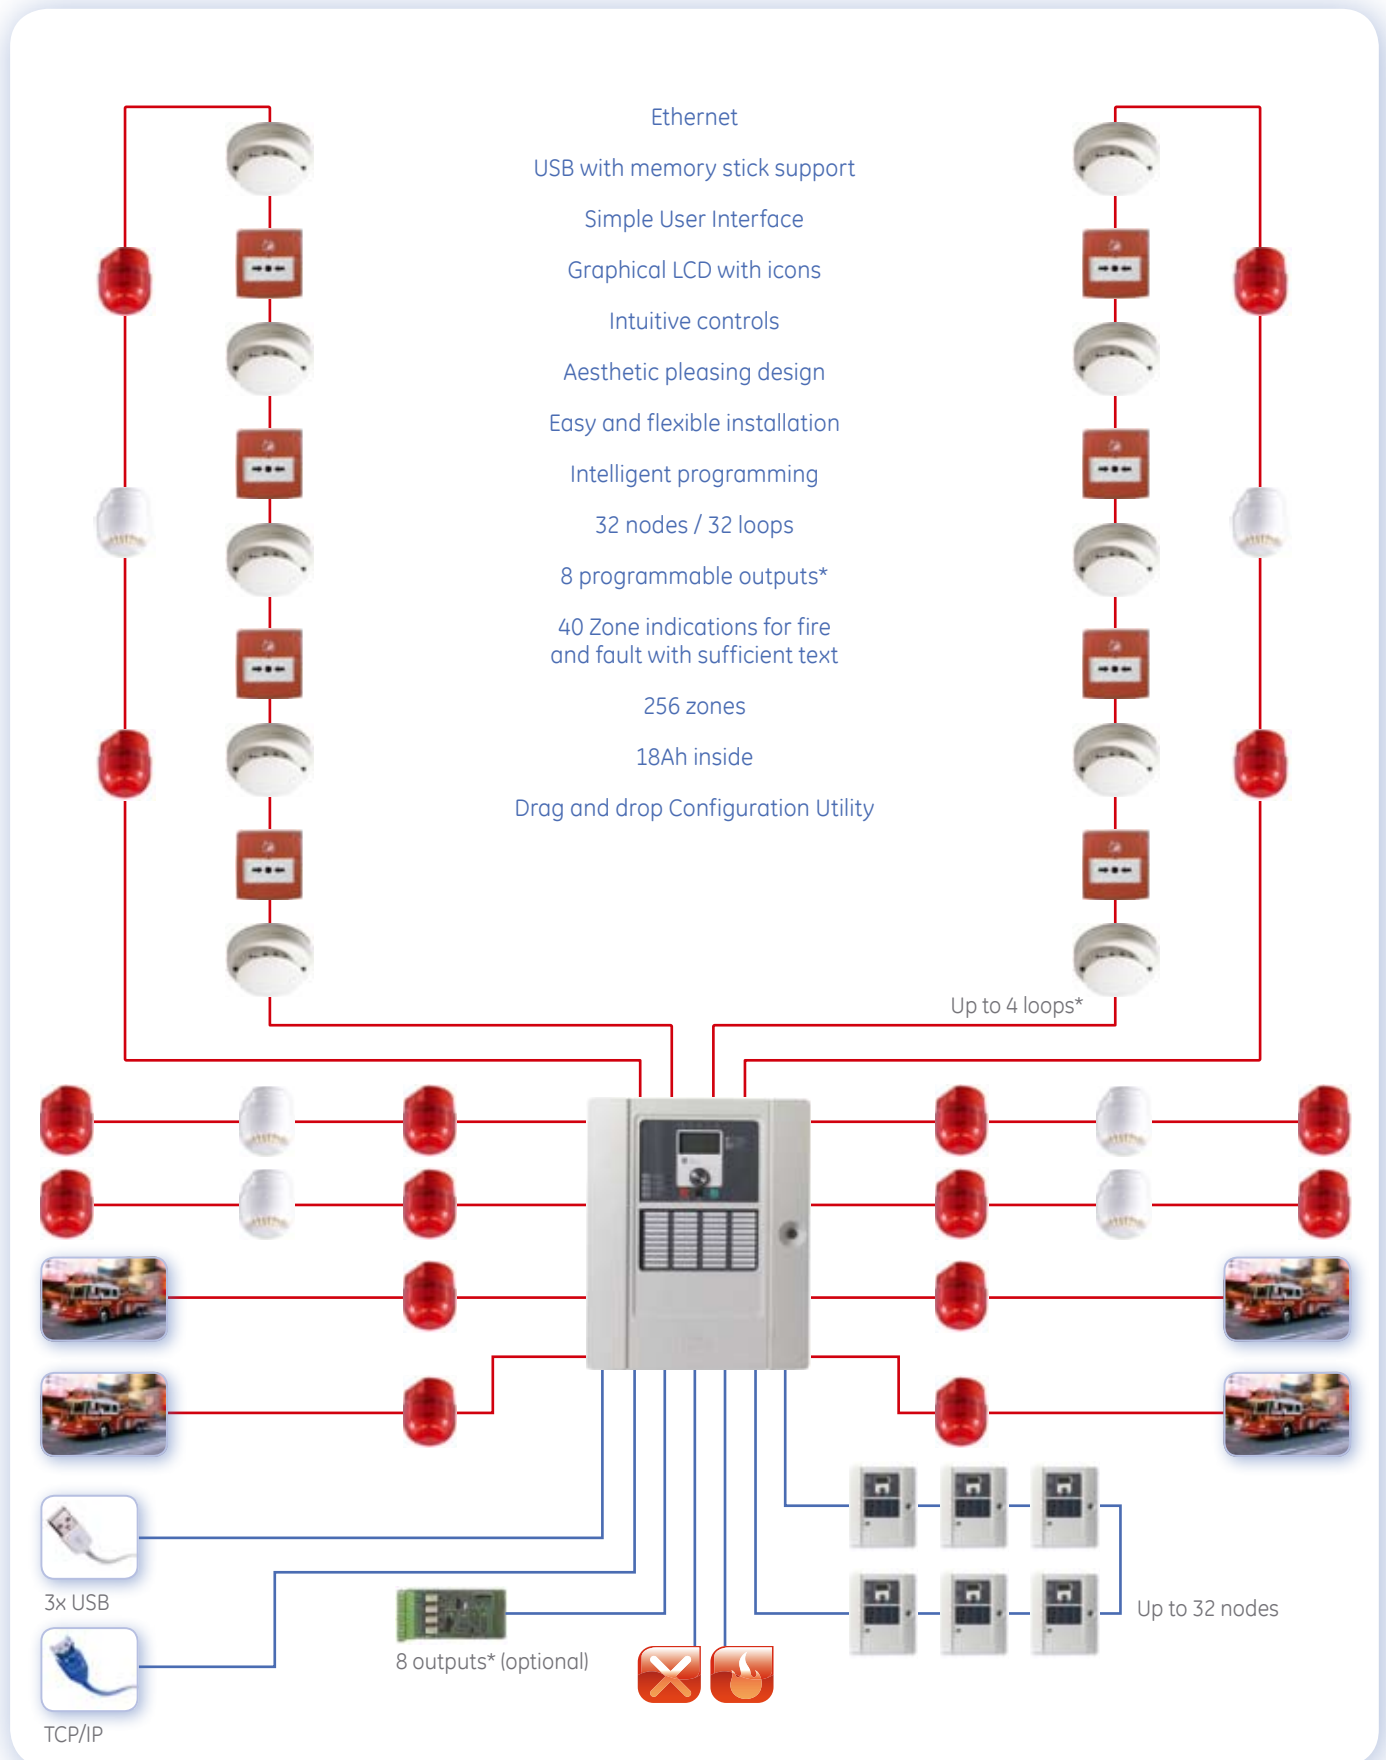 Ethernet
USB with memory stick support
Simple User Interface
Graphical LCD with icons
Intuitive controls
Aesthetic pleasing design
Easy and flexible installation
Intelligent programming
32 nodes / 32 loops
8 programmable outputs*
40 Zone indications for fire
and fault with sufficient text
256 zones
18Ah inside
Drag and drop Configuration Utility
Up to 4 loops*
3x USB
Up to 32 nodes
8 outputs* (optional)
TCP/IP